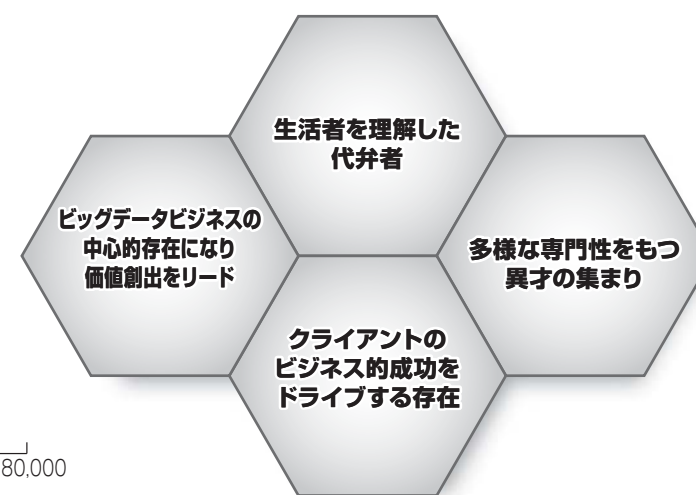 生活者を理解した
代弁者
ビッグデータビジネスの
中心的存在になり
価値創出をリード
多様な専門性をもつ
異才の集まり
クライアントの
ビジネス的成功を
ドライブする存在
80,000